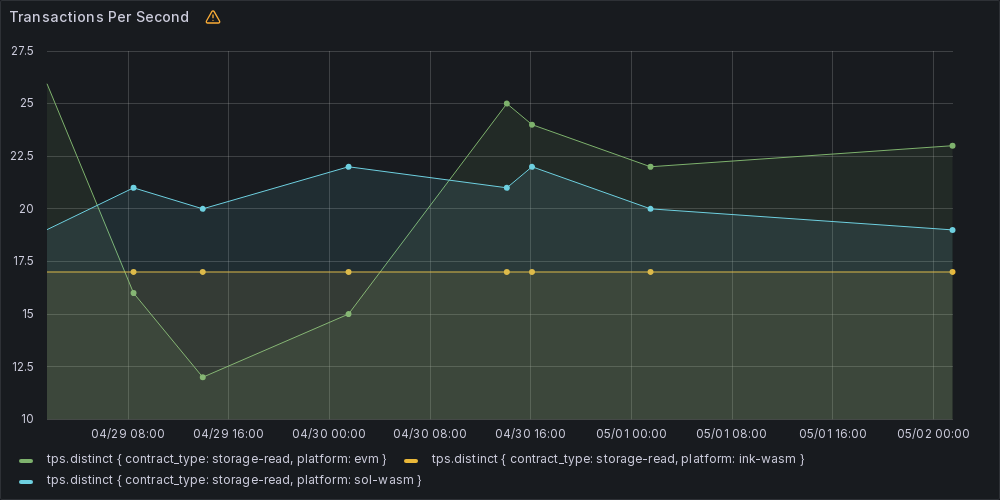 Transactions Per Second
27.5
25
22.5
20
17.5
15
12.5
10
04/29 08:00 04/29 16:00 04/30 00:00 04/30 08:00 04/30 16:00 05/01 00:00 05/01 08:00 05/01 16:00 05/02 00:00
tps.distinct { contract_type: storage-read, platform: evm } tps.distinct { contract_type: storage-read, platform: ink-wasm }
tps.distinct { contract_type: storage-read, platform: sol-wasm }